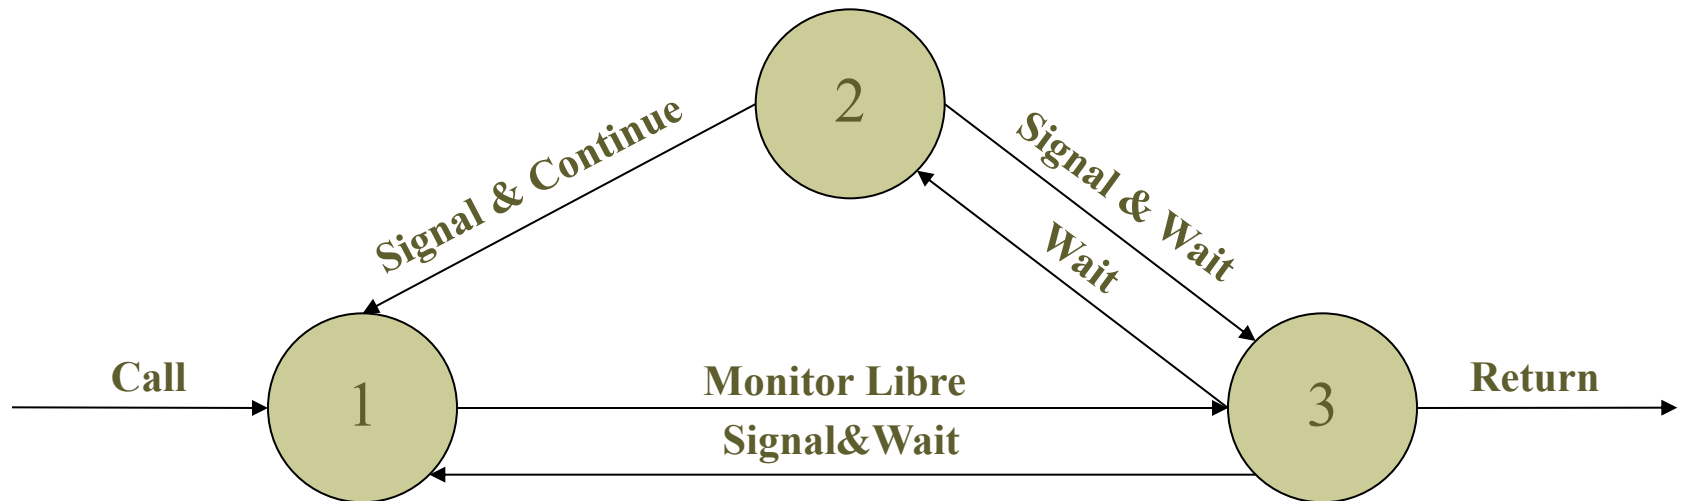 2
Signal & Continue
Signal & Wait
Wait
Call
1
Monitor Libre
Signal&Wait
3
Return